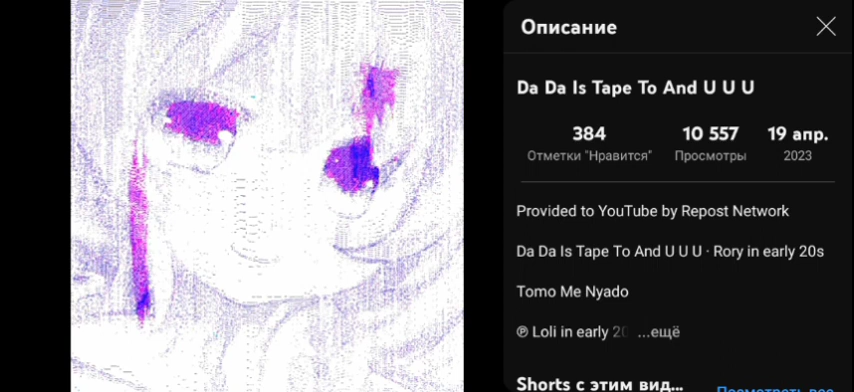 Описание
Da Da Is Tape To And U U U
384 10 557 19 апр.
Отметки "Нравится" Просмотры 2023
Provided to YouTube by Repost Network
Da Da Is Tape To And U U U · Rory in early 20s
Tomo Me Nyado
℗ Loli in early 20 ...ещё
Shorts с этим вид...
Посмотреть все